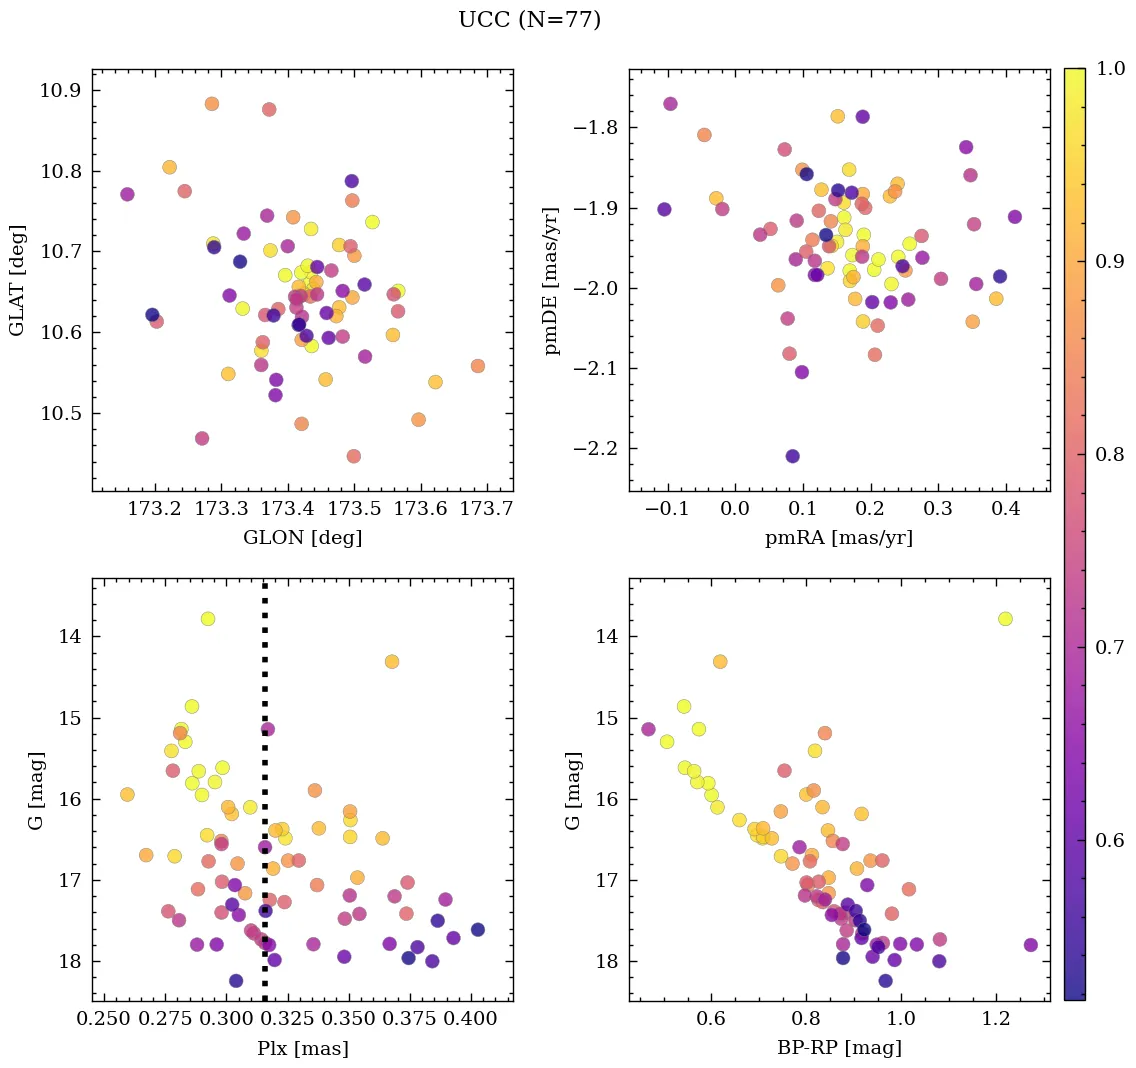 UCC (N=77)
10.9
10.8
10.7
10.6
10.5
GLAT [deg]
173.2 173.3 173.4 173.5 173.6 173.7
GLON [deg]
−1.8
−1.9
−2.0
−2.1
−2.2
pmDE [mas/yr]
−0.1 0.0 0.1 0.2 0.3 0.4
pmRA [mas/yr]
14
15
16
17
18
G [mag]
0.250 0.275 0.300 0.325 0.350 0.375 0.400
Plx [mas]
14
15
16
17
18
G [mag]
0.6 0.8 1.0 1.2
BP-RP [mag]
1.0
0.9
0.8
0.7
0.6